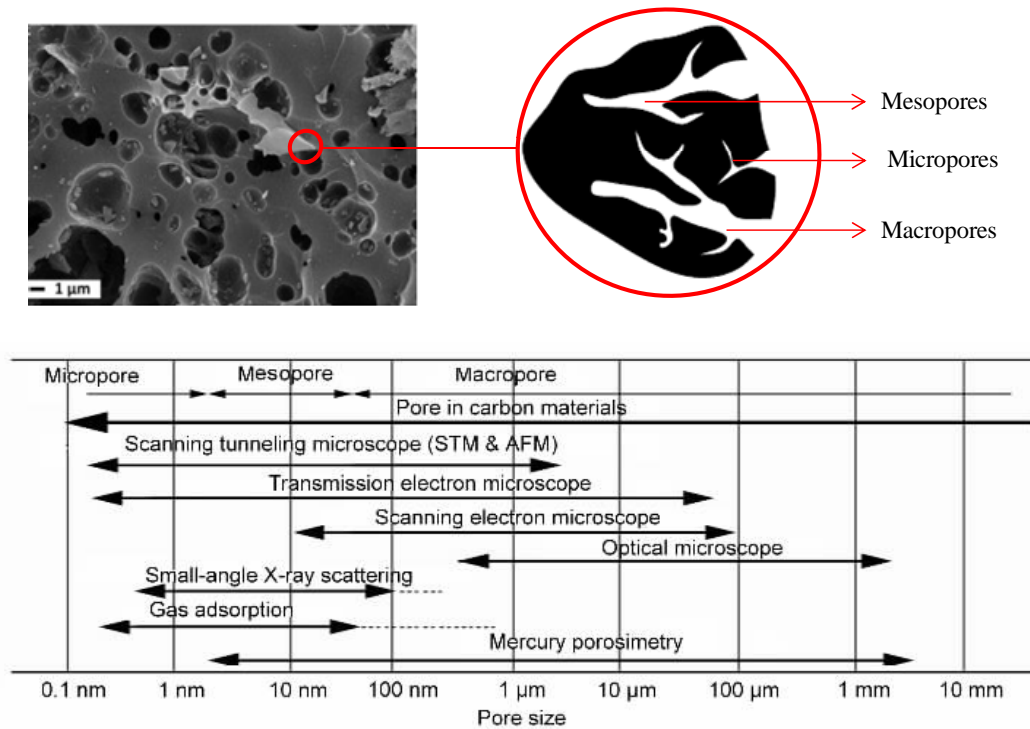 1 µm
Mesopores
Micropores
Macropores
Micropore Mesopore Macropore
Pore in carbon materials
Scanning tunneling microscope (STM & AFM)
Transmission electron microscope
Scanning electron microscope
Optical microscope
Small-angle X-ray scattering
Gas adsorption
Mercury porosimetry
0.1 nm 1 nm 10 nm 100 nm 1 µm 10 µm 100 µm 1 mm 10 mm
Pore size